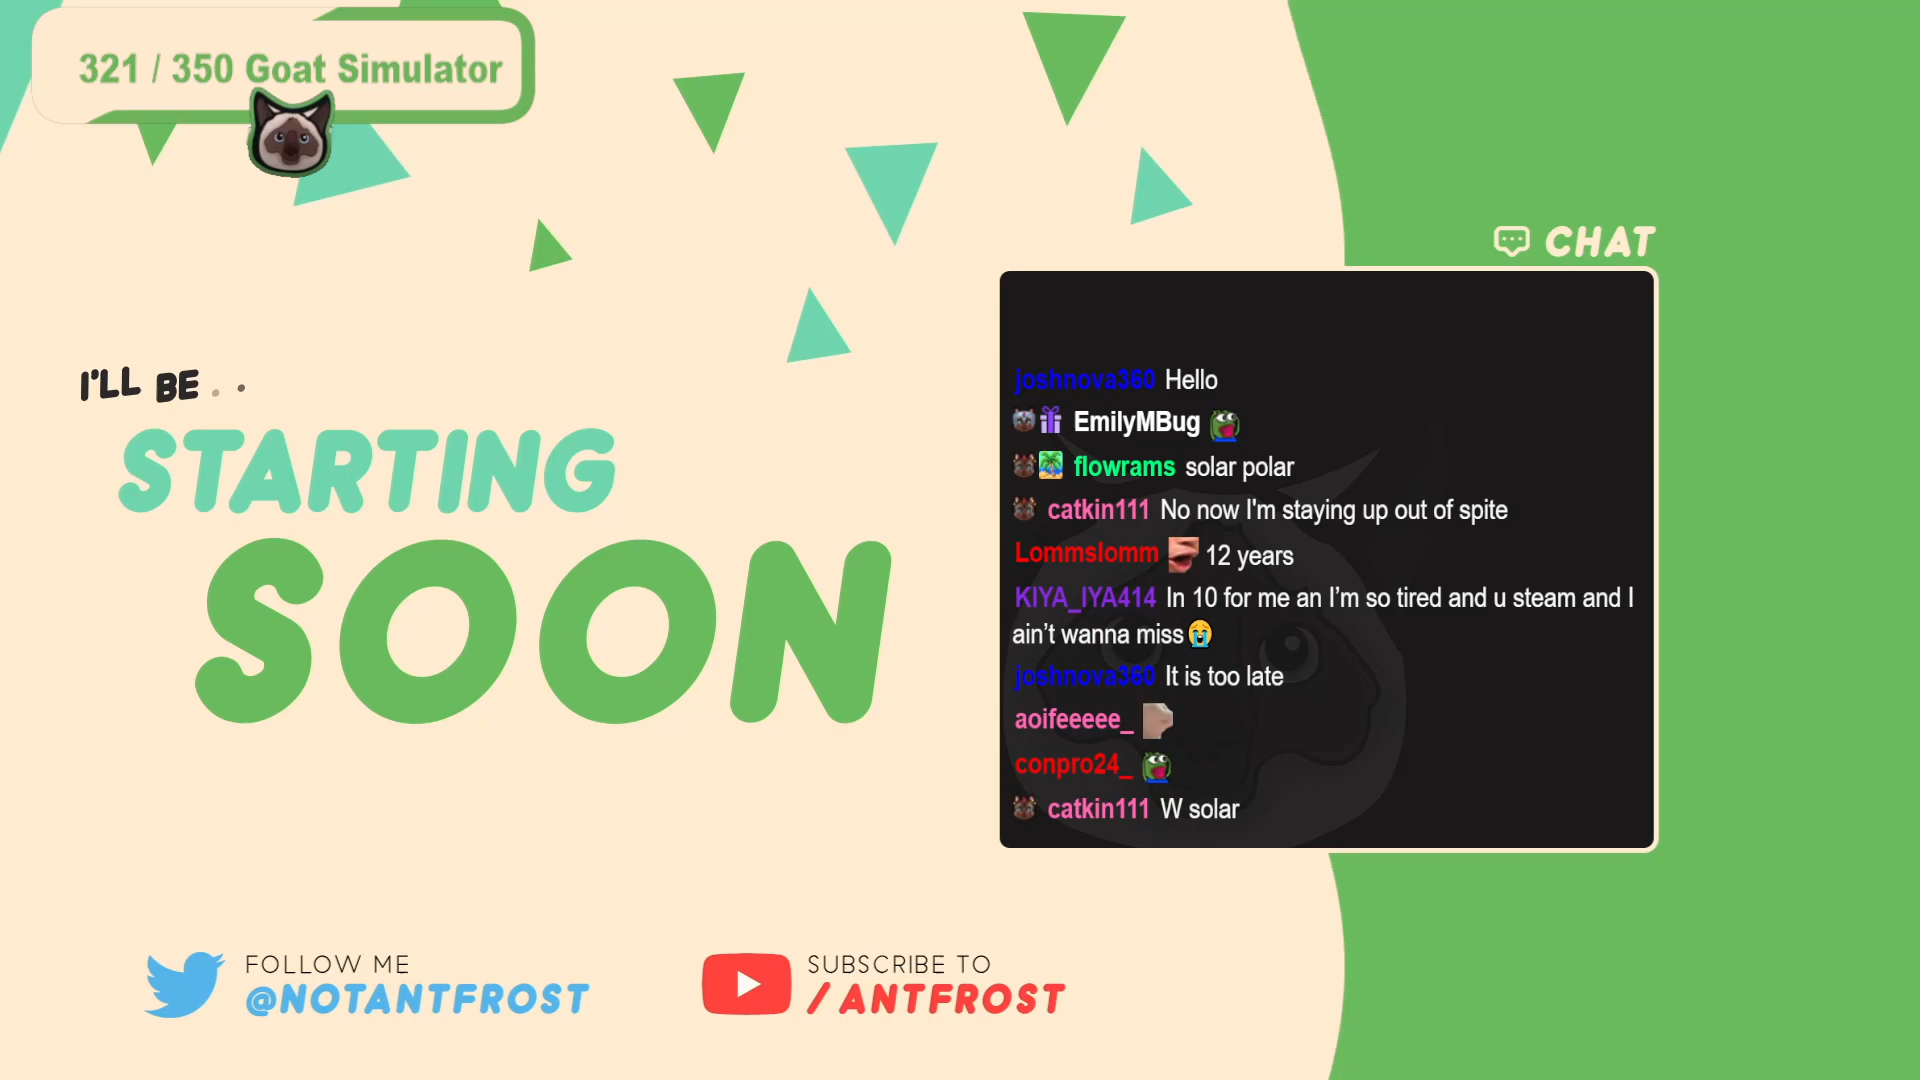 321 / 350 Goat Simulator
CHAT
I'LL BE . .
STARTING
SOON
joshnova360 Hello
EmilyMBug
flowrams solar polar
catkin111 No now I'm staying up out of spite
Lommslomm 12 years
KIYA_IYA414 In 10 for me an I’m so tired and u steam and I
ain’t wanna miss😭
joshnova360 It is too late
aoifeeeee_
conpro24_
catkin111 W solar
FOLLOW ME
@NOTANTFROST
SUBSCRIBE TO
/ANTFROST